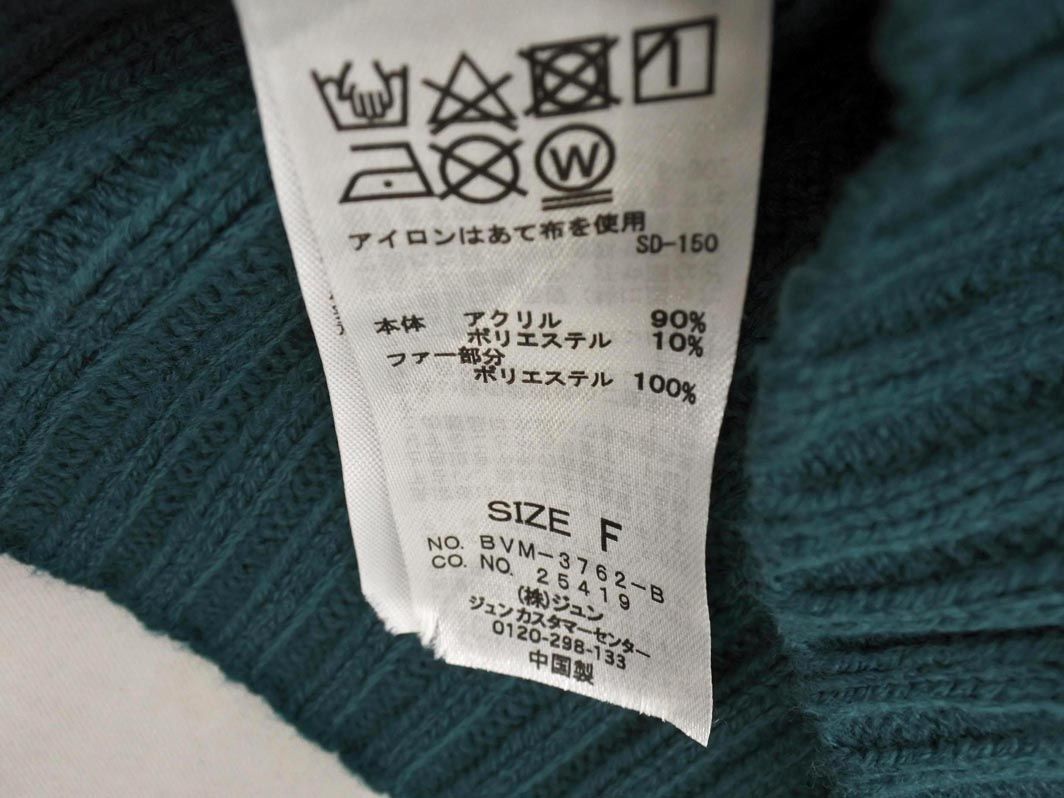 W
アイロンはあて布を使用
SD-150
本体 アクリル 90%
ポリエステル 10%
ファー部分
ポリエステル 100%
SIZE F
NO. BVM-3762-B
CO. NO. 25419
(株)ジュン
ジュンカスタマーセンター
0120-298-133
中国製